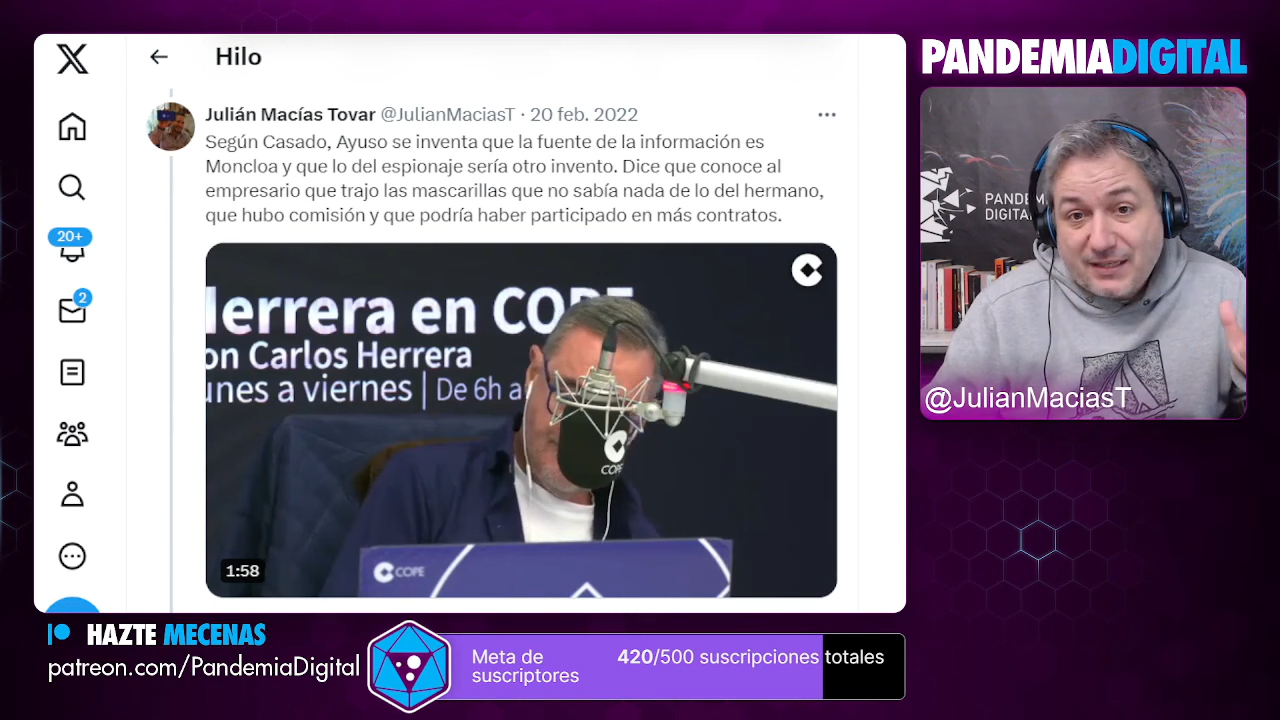 Hilo
Julián Macías Tovar @JulianMaciasT · 20 feb. 2022
Según Casado, Ayuso se inventa que la fuente de la información es
Moncloa y que lo del espionaje sería otro invento. Dice que conoce al
empresario que trajo las mascarillas que no sabía nada de lo del hermano,
que hubo comisión y que podría haber participado en más contratos.
20+
2
Herrera en COPE
on Carlos Herrera
unes a viernes | De 6h a
COPE
COPE
1:58
PANDEMIADIGITAL
PANDEMIA
DIGITAL
@JulianMaciasT
HAZTE MECENAS
patreon.com/PandemiaDigital
Meta de
suscriptores
420/500 suscripciones totales